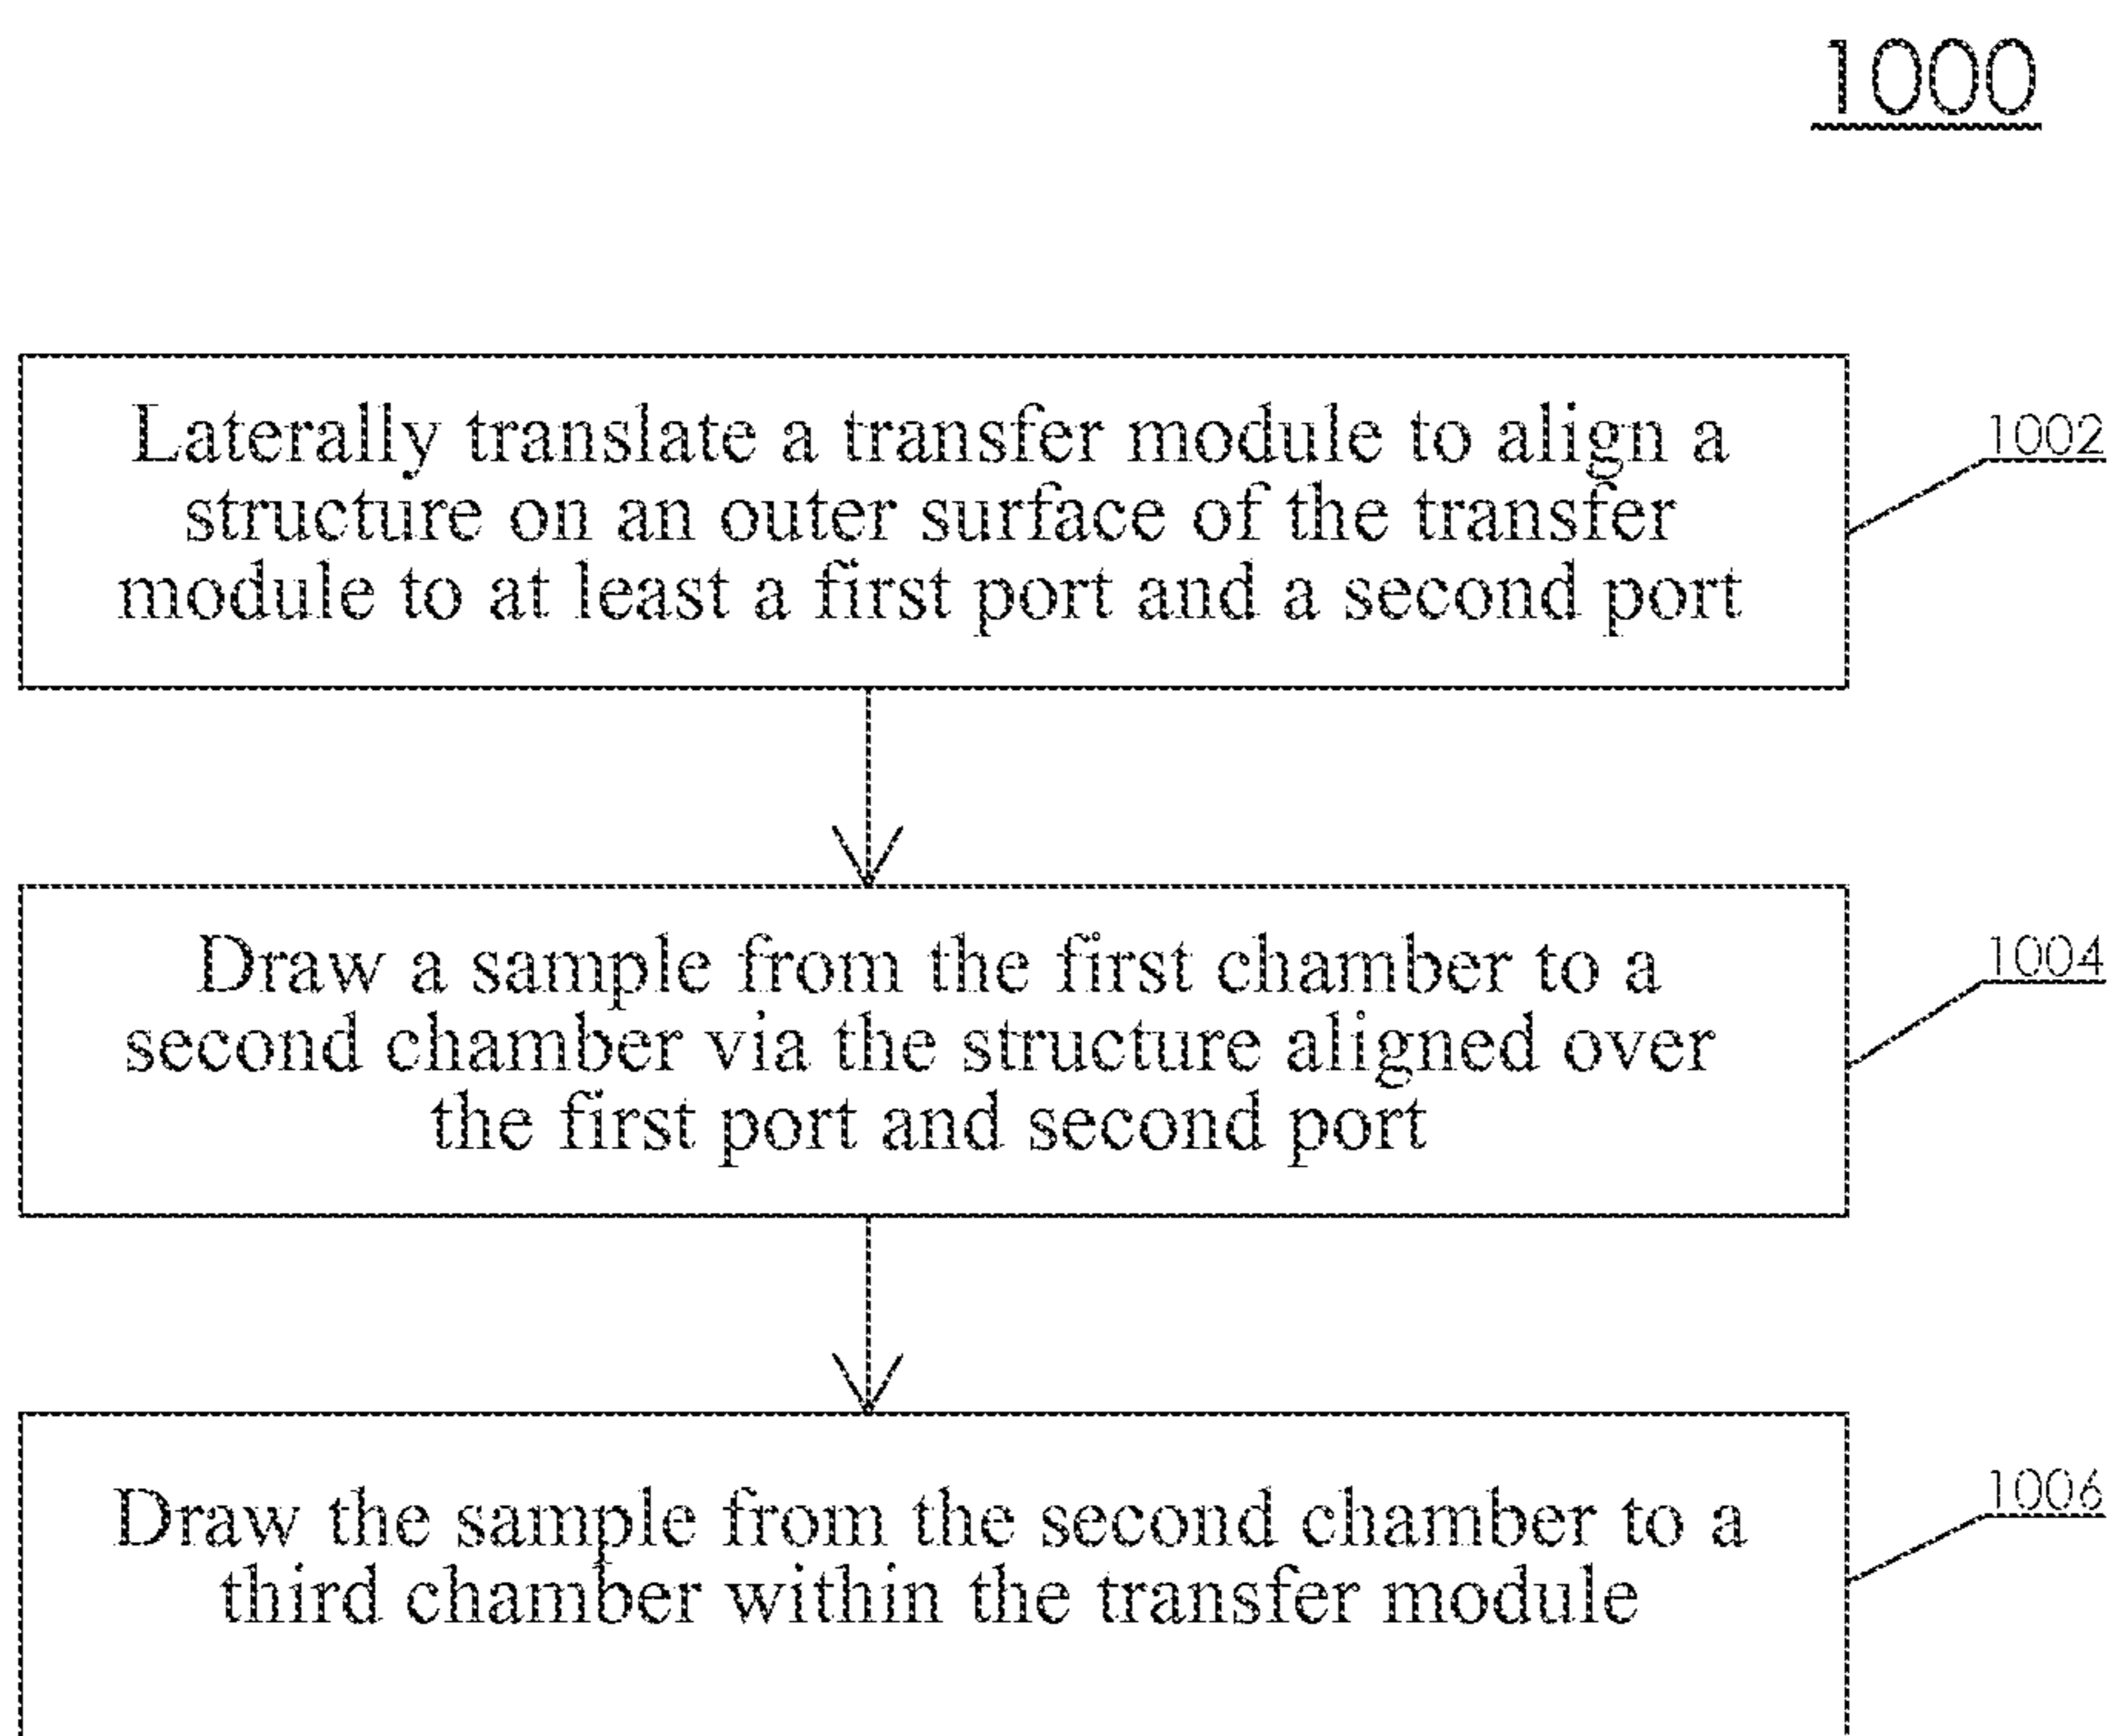 1000
Laterally translate a transfer module to align a
structure on an outer surface of the transfer
module to at least a first port and a second port
1002
Draw a sample from the first chamber to a
second chamber via the structure aligned over
the first port and second port
1004
Draw the sample from the second chamber to a
third chamber within the transfer module
1006